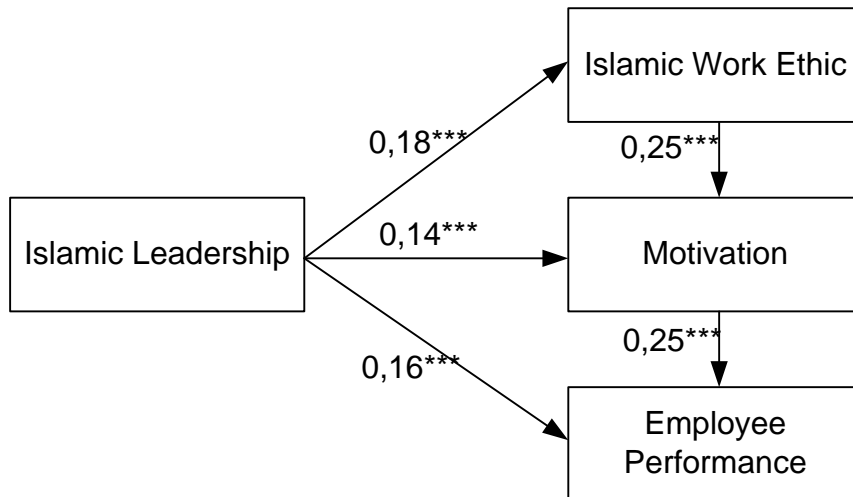 Islamic Work Ethic
0,18***
0,25***
Islamic Leadership
0,14***
Motivation
0,16***
0,25***
Employee
Performance